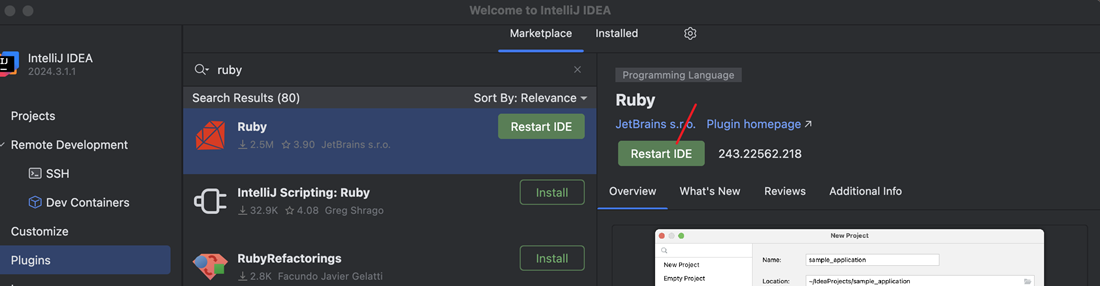 Welcome to IntelliJ IDEA
Marketplace Installed
IJ
IntelliJ IDEA
2024.3.1.1
Projects
Remote Development
SSH
Dev Containers
Customize
Plugins
ruby
Search Results (80) Sort By: Relevance
Ruby
2.5M 3.90 JetBrains s.r.o.
Restart IDE
IntelliJ Scripting: Ruby
32.9K 4.08 Greg Shrago
Install
RubyRefactorings
2.8K Facundo Javier Gelatti
Install
Programming Language
Ruby
JetBrains s.r.o. Plugin homepage ↗
Restart IDE 243.22562.218
Overview What's New Reviews Additional Info
New Project
New Project
Empty Project
Name: sample_application
Location: ~/IdeaProjects/sample_application